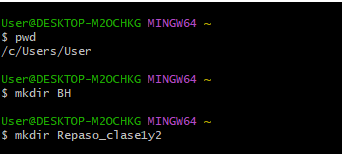 User@DESKTOP-M2OCHKG MINGW64 ~
$ pwd
/c/Users/User
User@DESKTOP-M2OCHKG MINGW64 ~
$ mkdir BH
User@DESKTOP-M2OCHKG MINGW64 ~
$ mkdir Repaso_clase1y2